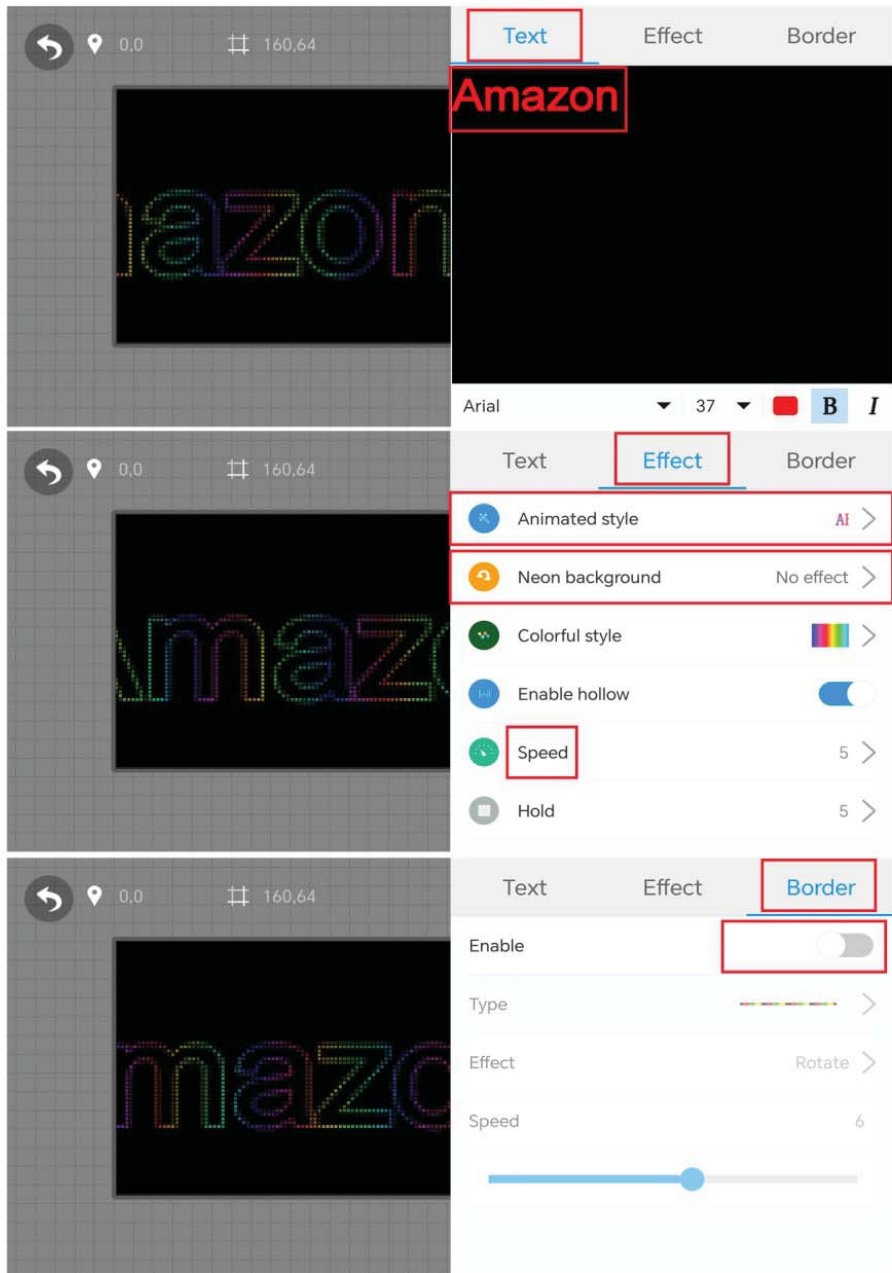 0,0 160,64
Text Effect Border
Amazon
mazon
Arial 37 B I
0,0 160,64
Text Effect Border
Animated style AI
Neon background No effect
Amaz
Colorful style
Enable hollow
Speed 5
Hold 5
0,0 160,64
Text Effect Border
Enable
Type
mazo
Effect Rotate
Speed 6